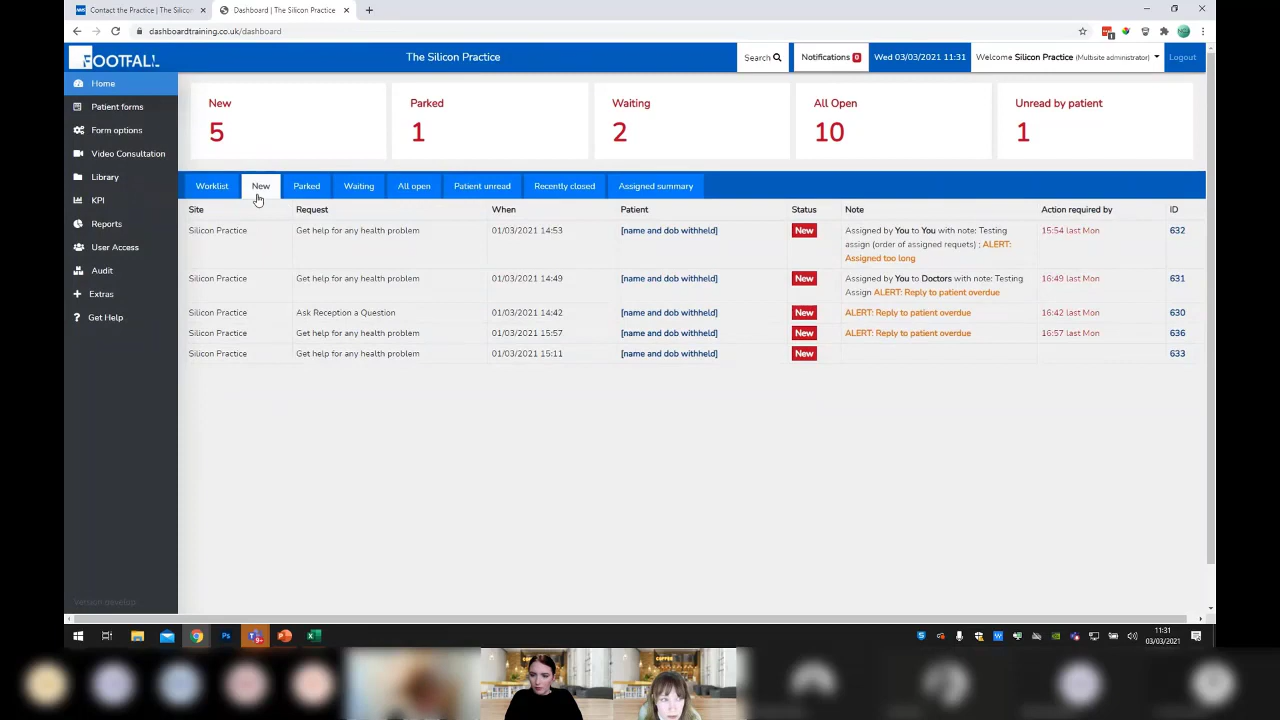 Contact the Practice | The Silicon
Dashboard | The Silicon Practice
dashboardtraining.co.uk/dashboard
FOOTFALL
The Silicon Practice
Search
Notifications 0
Wed 03/03/2021 11:31
Welcome Silicon Practice (Multisite administrator)
Logout
Home
Patient forms
Form options
Video Consultation
Library
KPI
Reports
User Access
Audit
Extras
Get Help
New
5
Parked
1
Waiting
2
All Open
10
Unread by patient
1
Worklist New Parked Waiting All open Patient unread Recently closed Assigned summary
Site Request When Patient Status Note Action required by ID
Silicon Practice Get help for any health problem 01/03/2021 14:53 [name and dob withheld] New Assigned by You to You with note: Testing 15:54 last Mon 632
assign (order of assigned requets) ; ALERT:
Assigned too long
Silicon Practice Get help for any health problem 01/03/2021 14:49 [name and dob withheld] New Assigned by You to Doctors with note: Testing 16:49 last Mon 631
Assign ALERT: Reply to patient overdue
Silicon Practice Ask Reception a Question 01/03/2021 14:42 [name and dob withheld] New ALERT: Reply to patient overdue 16:42 last Mon 630
Silicon Practice Get help for any health problem 01/03/2021 15:57 [name and dob withheld] New ALERT: Reply to patient overdue 16:57 last Mon 636
Silicon Practice Get help for any health problem 01/03/2021 15:11 [name and dob withheld] New 633
11:31
03/03/2021